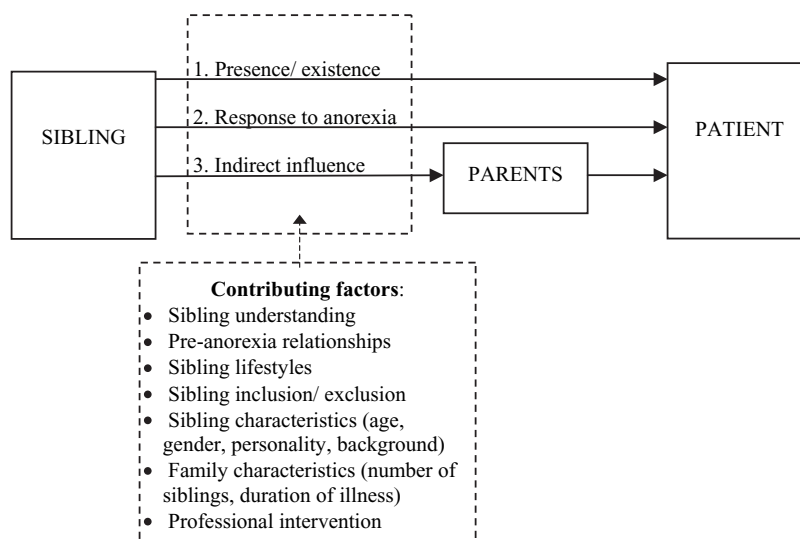 1. Presence/ existence
2. Response to anorexia
SIBLING
PATIENT
3. Indirect influence
PARENTS
Contributing factors:
• Sibling understanding
• Pre-anorexia relationships
• Sibling lifestyles
• Sibling inclusion/ exclusion
• Sibling characteristics (age,
gender, personality, background)
• Family characteristics (number of
siblings, duration of illness)
• Professional intervention